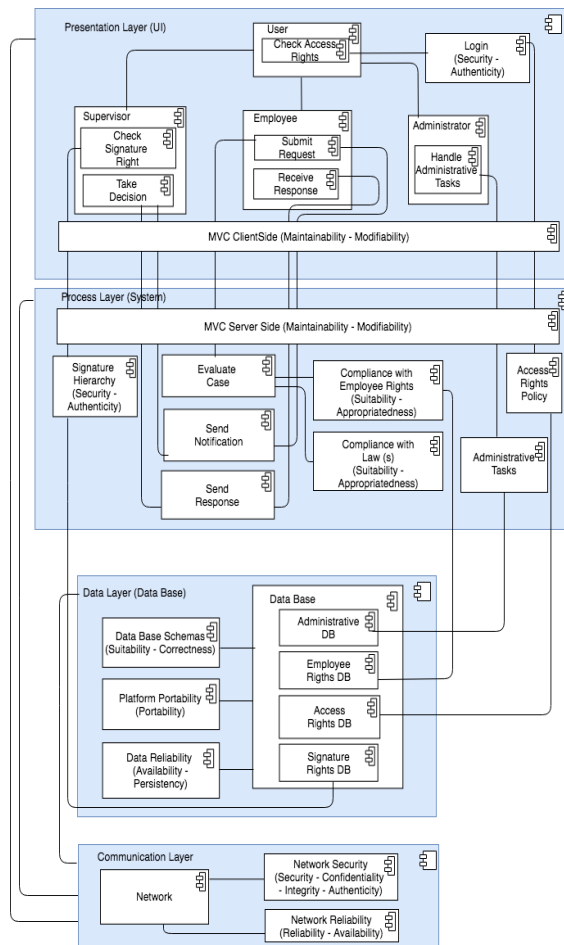 Presentation Layer (UI)
User
Check Access
Rights
Login
(Security -
Authenticity)
Supervisor
Check
Signature
Right
Take
Decision
Employee
Submit
Request
Receive
Response
Administrator
Handle
Administrative
Tasks
MVC ClientSide (Maintainability - Modifiability)
Process Layer (System)
MVC Server Side (Maintainability - Modifiability)
Signature
Hierarchy
(Security -
Authenticity)
Evaluate
Case
Send
Notification
Send
Response
Compliance with
Employee Rights
(Suitability -
Appropriatedness)
Compliance with
Law (s)
(Suitability -
Appropriatedness)
Access
Rights
Policy
Administrative
Tasks
Data Layer (Data Base)
Data Base Schemas
(Suitability - Correctness)
Platform Portability
(Portability)
Data Reliability
(Availability -
Persistency)
Data Base
Administrative
DB
Employee
Rigths DB
Access
Rights DB
Signature
Rights DB
Communication Layer
Network
Network Security
(Security - Confidentiality
- Integrity - Authenticity)
Network Reliability
(Reliability - Availability)